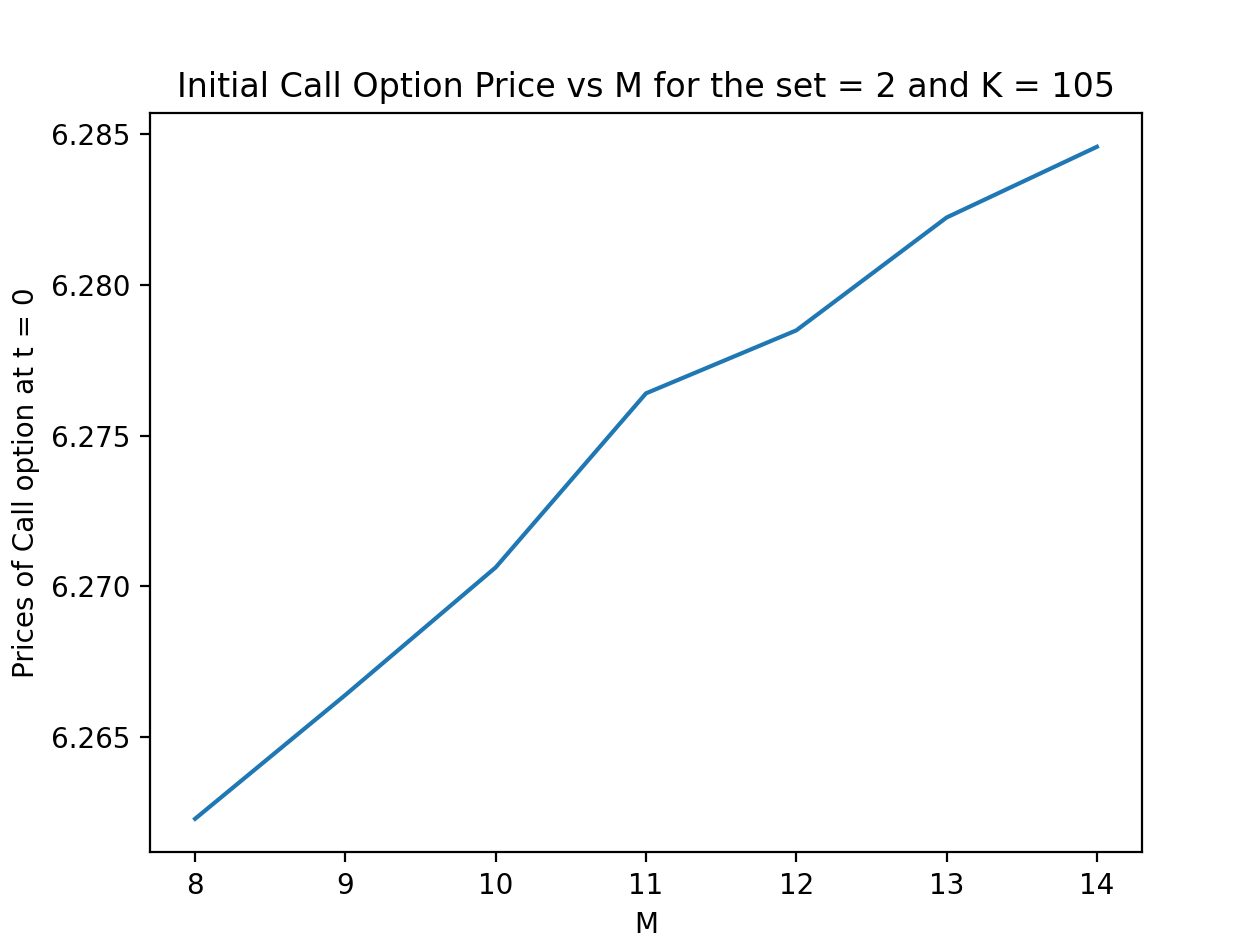 Initial Call Option Price vs M for the set = 2 and K = 105
Prices of Call option at t = 0
6.285
6.280
6.275
6.270
6.265
8 9 10 11 12 13 14
M